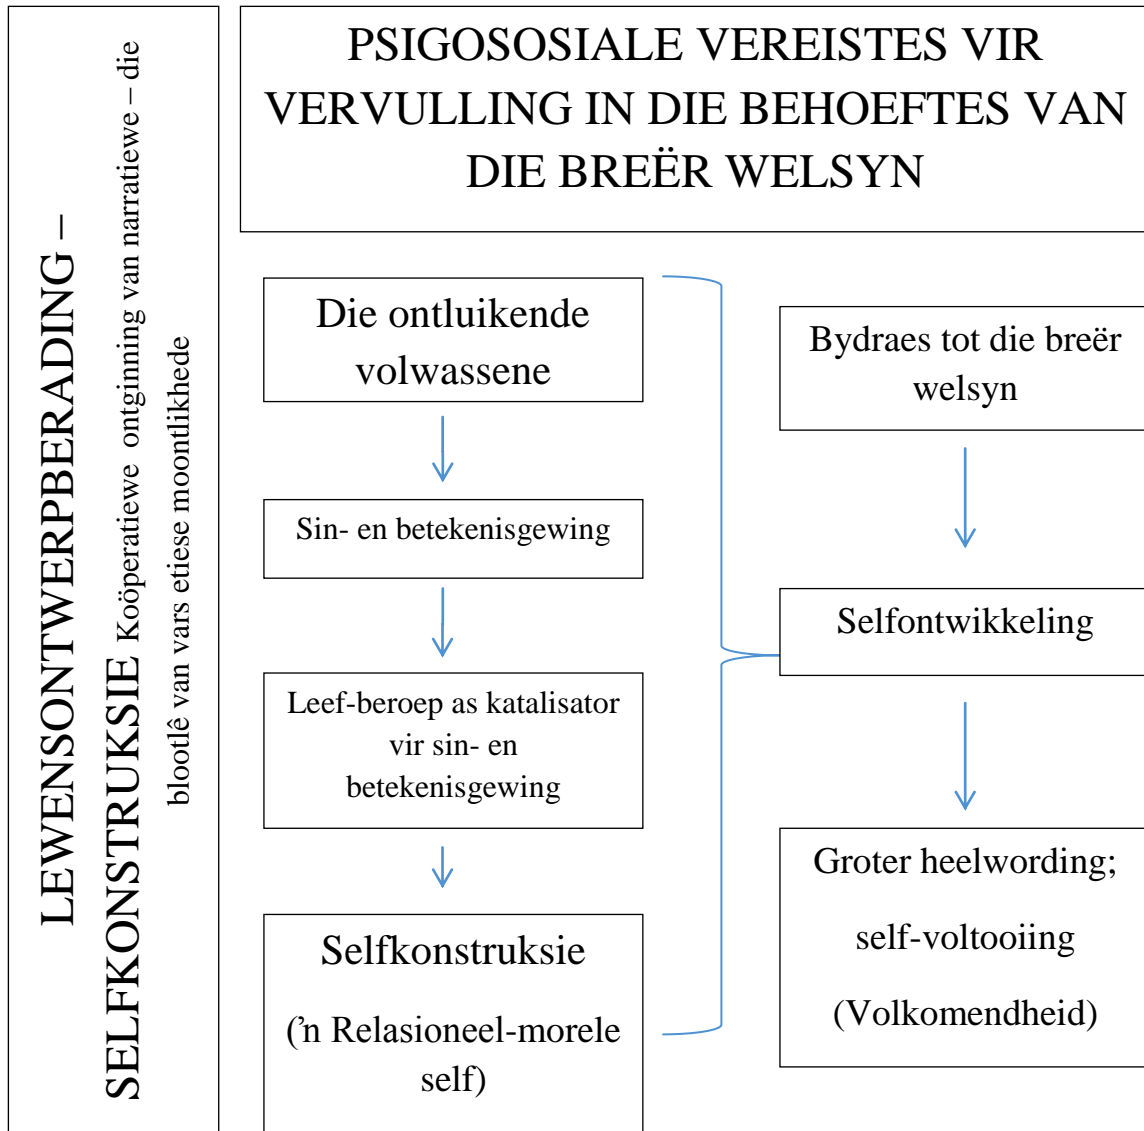 LEWENSONTWERPBERADING –
SELFKONSTRUKSIE Koöperatiewe ontginning van narratiewe – die
blootlê van vars etiese moontlikhede
PSIGOSOSIALE VEREISTES VIR
VERVULLING IN DIE BEHOEFTES VAN
DIE BREËR WELSYN
Die ontluikende
volwassene
Sin- en betekenisgewing
Leef-beroep as katalisator
vir sin- en
betekenisgewing
Selfkonstruksie
(’n Relasioneel-morele
self)
Bydraes tot die breër
welsyn
Selfontwikkeling
Groter heelwording;
self-voltooiing
(Volkomendheid)